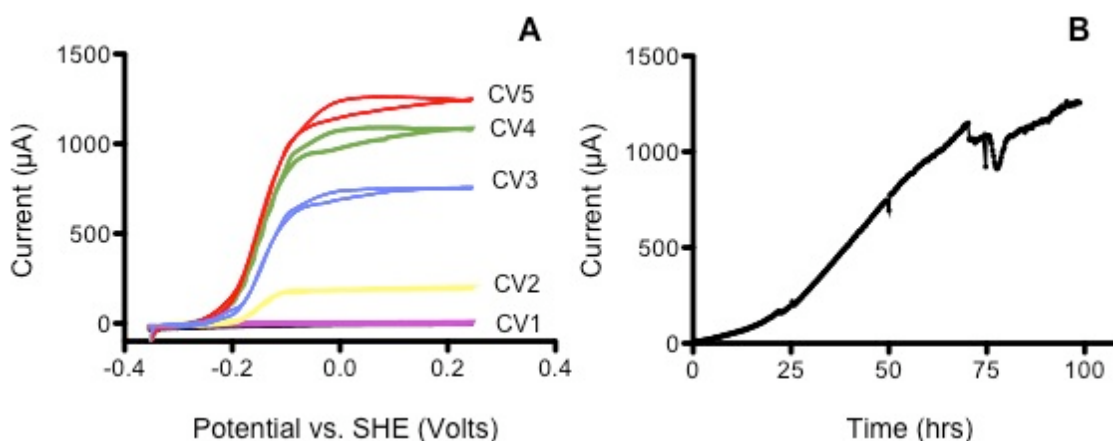 A
1500
1000
500
0
Current (µA)
CV5
CV4
CV3
CV2
CV1
-0.4
-0.2
0.0
0.2
0.4
Potential vs. SHE (Volts)
B
1500
1000
500
0
Current (µA)
0
25
50
75
100
Time (hrs)